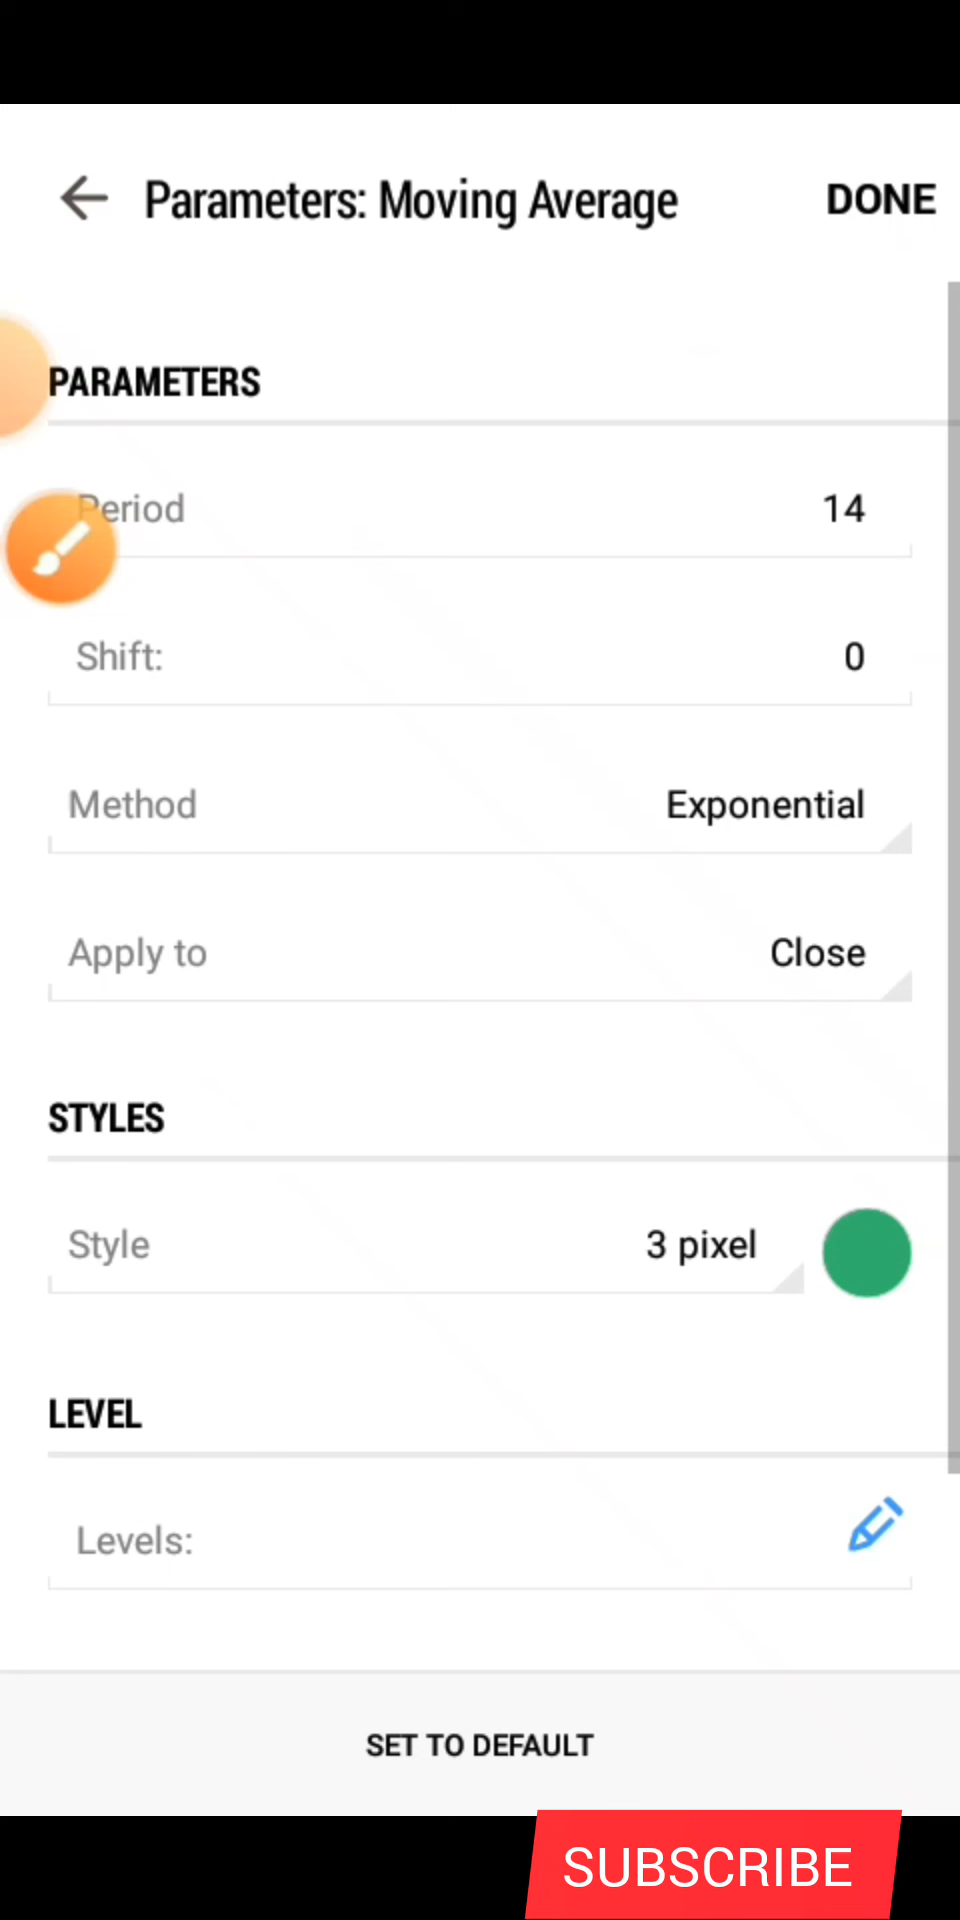 Parameters: Moving Average DONE
PARAMETERS
Period 14
Shift: 0
Method Exponential
Apply to Close
STYLES
Style 3 pixel
LEVEL
Levels:
SET TO DEFAULT
SUBSCRIBE